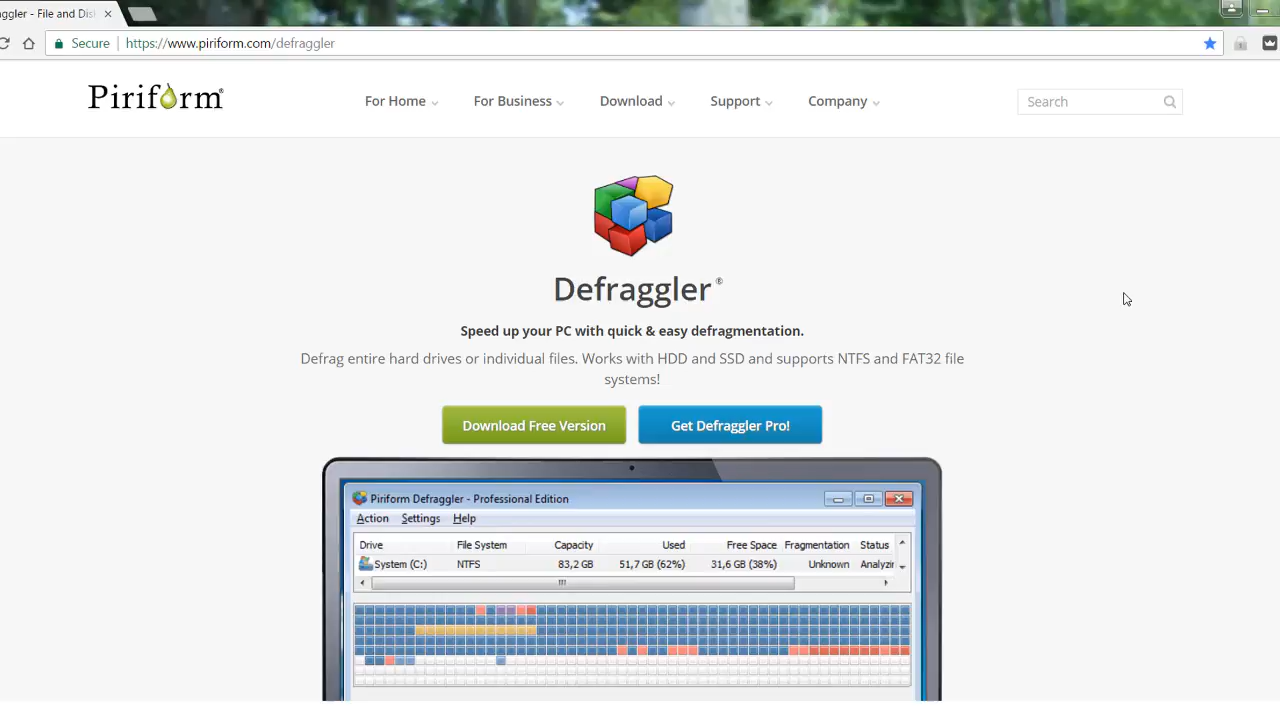 ggler - File and Dis
Secure
https://www.piriform.com/defraggler
Piriform®
For Home
For Business
Download
Support
Company
Search
Defraggler®
Speed up your PC with quick & easy defragmentation.
Defrag entire hard drives or individual files. Works with HDD and SSD and supports NTFS and FAT32 file
systems!
Download Free Version
Get Defraggler Pro!
Piriform Defraggler - Professional Edition
Action Settings Help
Drive File System Capacity Used Free Space Fragmentation Status
System (C:) NTFS 83,2 GB 51,7 GB (62%) 31,6 GB (38%) Unknown Analyzin